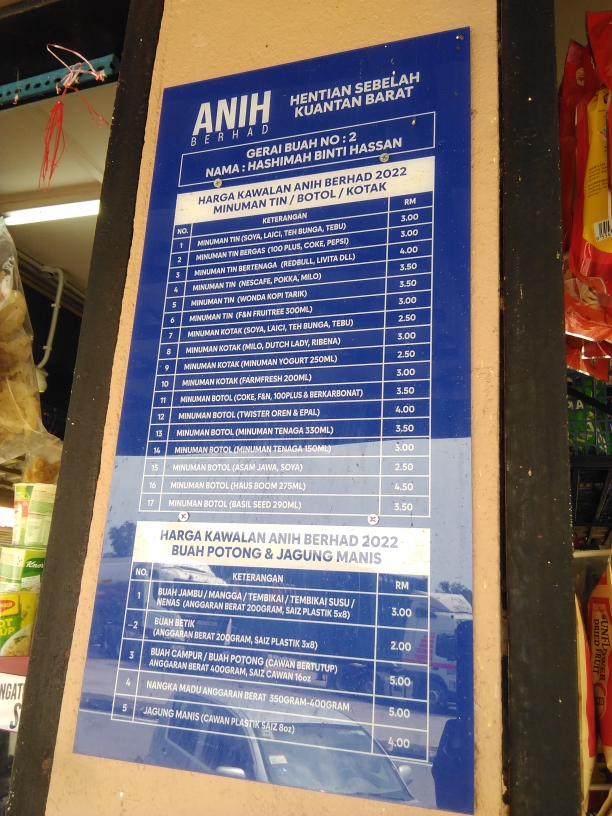 ANIH
BERHAD
HENTIAN SEBELAH
KUANTAN BARAT
GERAI BUAH NO : 2
NAMA : HASHIMAH BINTI HASSAN
HARGA KAWALAN ANIH BERHAD 2022
MINUMAN TIN / BOTOL / KOTAK
NO. KETERANGAN RM
1 MINUMAN TIN (SOYA, LAICI, TEH BUNGA, TEBU) 3.00
2 MINUMAN TIN BERGAS (100 PLUS, COKE, PEPSI) 3.00
3 MINUMAN TIN BERTENAGA (REDBULL, LIVITA DLL) 4.00
4 MINUMAN TIN (NESCAFE, POKKA, MILO) 3.50
5 MINUMAN TIN (WONDA KOPI TARIK) 3.50
6 MINUMAN TIN (F&N FRUITREE 300ML) 3.00
7 MINUMAN KOTAK (SOYA, LAICI, TEH BUNGA, TEBU) 2.50
8 MINUMAN KOTAK (MILO, DUTCH LADY, RIBENA) 3.00
9 MINUMAN KOTAK (MINUMAN YOGURT 250ML) 2.50
10 MINUMAN KOTAK (FARMFRESH 200ML) 3.00
11 MINUMAN BOTOL (COKE, F&N, 100PLUS & BERKARBONAT) 3.50
12 MINUMAN BOTOL (TWISTER OREN & EPAL) 4.00
13 MINUMAN BOTOL (MINUMAN TENAGA 330ML) 3.50
14 MINUMAN BOTOL (MINUMAN TENAGA 150ML) 3.00
15 MINUMAN BOTOL (ASAM JAWA, SOYA) 2.50
16 MINUMAN BOTOL (HAUS BOOM 275ML) 4.50
17 MINUMAN BOTOL (BASIL SEED 290ML) 3.50
HARGA KAWALAN ANIH BERHAD 2022
BUAH POTONG & JAGUNG MANIS
NO. KETERANGAN RM
1 BUAH JAMBU / MANGGA / TEMBIKAI / TEMBIKAI SUSU /
NENAS (ANGGARAN BERAT 200GRAM, SAIZ PLASTIK 5x8) 3.00
2 BUAH BETIK
(ANGGARAN BERAT 200GRAM, SAIZ PLASTIK 3x8) 2.00
3 BUAH CAMPUR / BUAH POTONG (CAWAN BERTUTUP)
ANGGARAN BERAT 400GRAM, SAIZ CAWAN 16oz 5.00
4 NANGKA MADU ANGGARAN BERAT 350GRAM-400GRAM 5.00
5 JAGUNG MANIS (CAWAN PLASTIK SAIZ 8oz) 4.00
Knorr